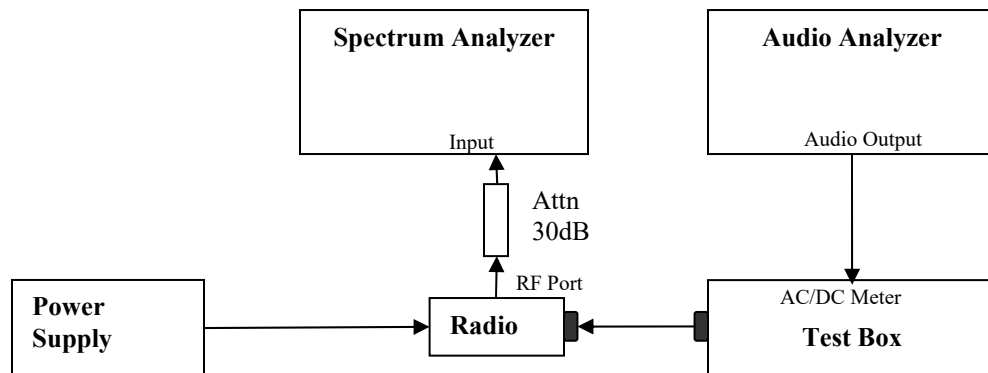 Spectrum Analyzer
Input
Audio Analyzer
Audio Output
Attn
30dB
RF Port
Power
Supply
Radio
AC/DC Meter
Test Box